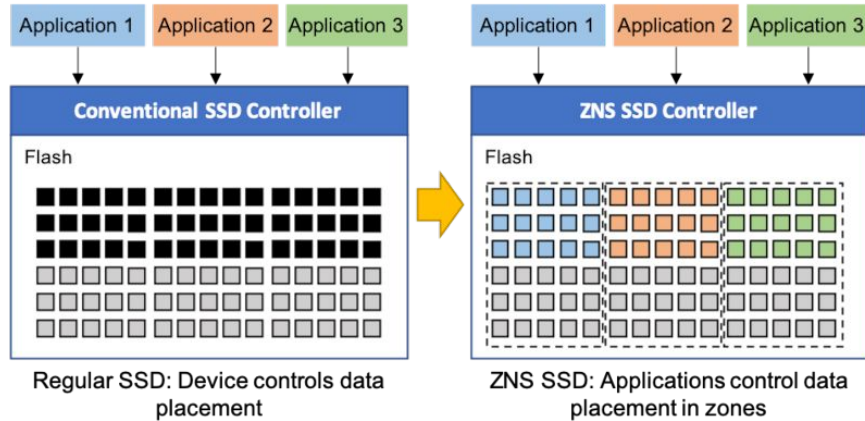 Application 1
Application 2
Application 3
Conventional SSD Controller
Flash
Regular SSD: Device controls data
placement
Application 1
Application 2
Application 3
ZNS SSD Controller
Flash
ZNS SSD: Applications control data
placement in zones